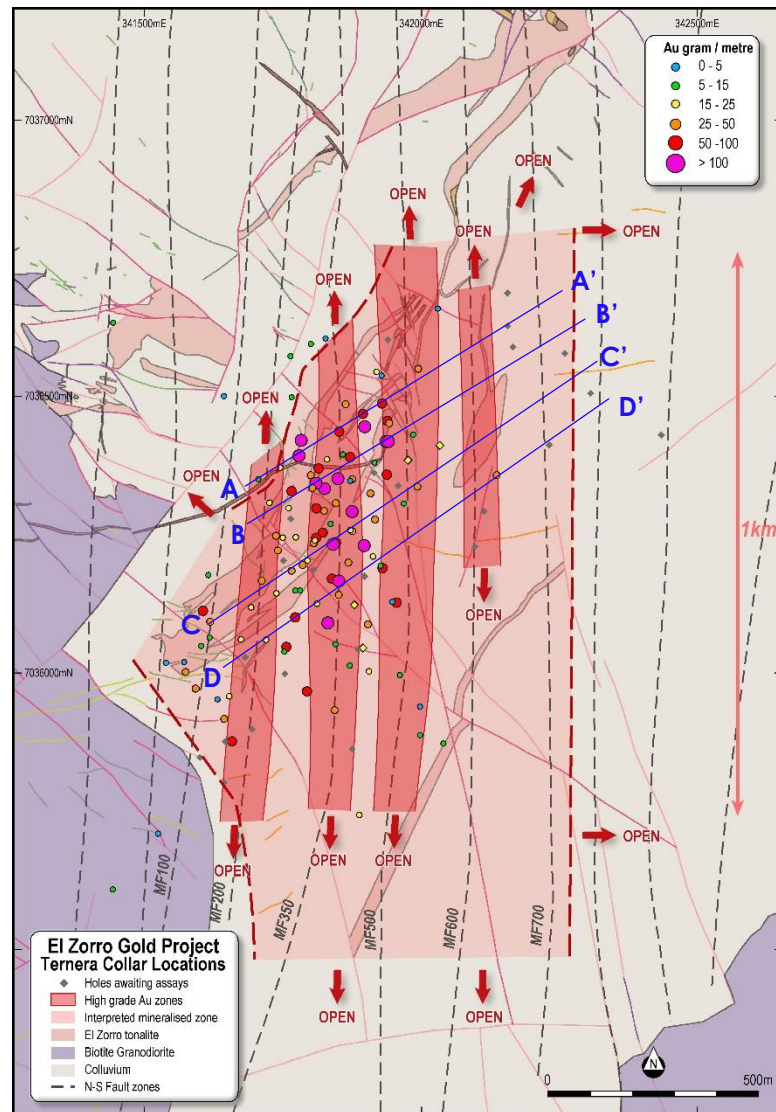 341500mE
342000mE
342500mE
Au gram / metre
0 - 5
5 - 15
15 - 25
25 - 50
50 -100
> 100
7037000mN
OPEN
OPEN
OPEN
OPEN
OPEN
OPEN
A'
B'
C'
D'
7036500mN
OPEN
OPEN
A
B
1km
C
D
OPEN
7036000mN
OPEN
OPEN
OPEN
OPEN
MF100
MF200
MF350
MF500
MF600
MF700
OPEN
OPEN
El Zorro Gold Project
Ternera Collar Locations
Holes awaiting assays
High grade Au zones
Interpreted mineralised zone
El Zorro tonalite
Biotite Granodiorite
Colluvium
N-S Fault zones
N
0
500m